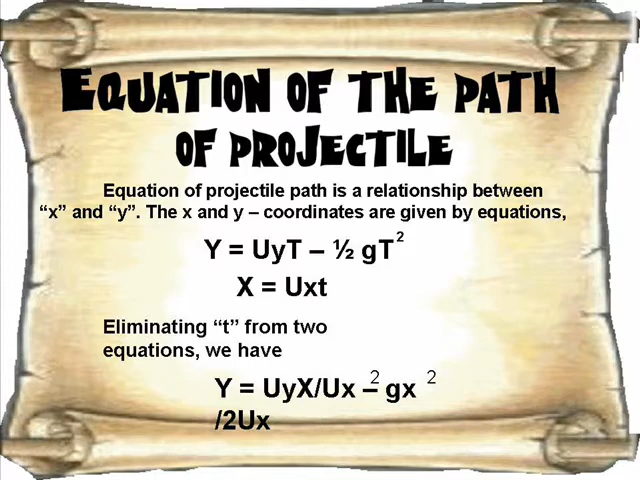 EQUATION OF THE PATH
OF PROJECTILE
Equation of projectile path is a relationship between
“x” and “y”. The x and y – coordinates are given by equations,
Y = UyT – ½ gT²
X = Uxt
Eliminating “t” from two
equations, we have
Y = UyX/Ux –² gx ²
/2Ux